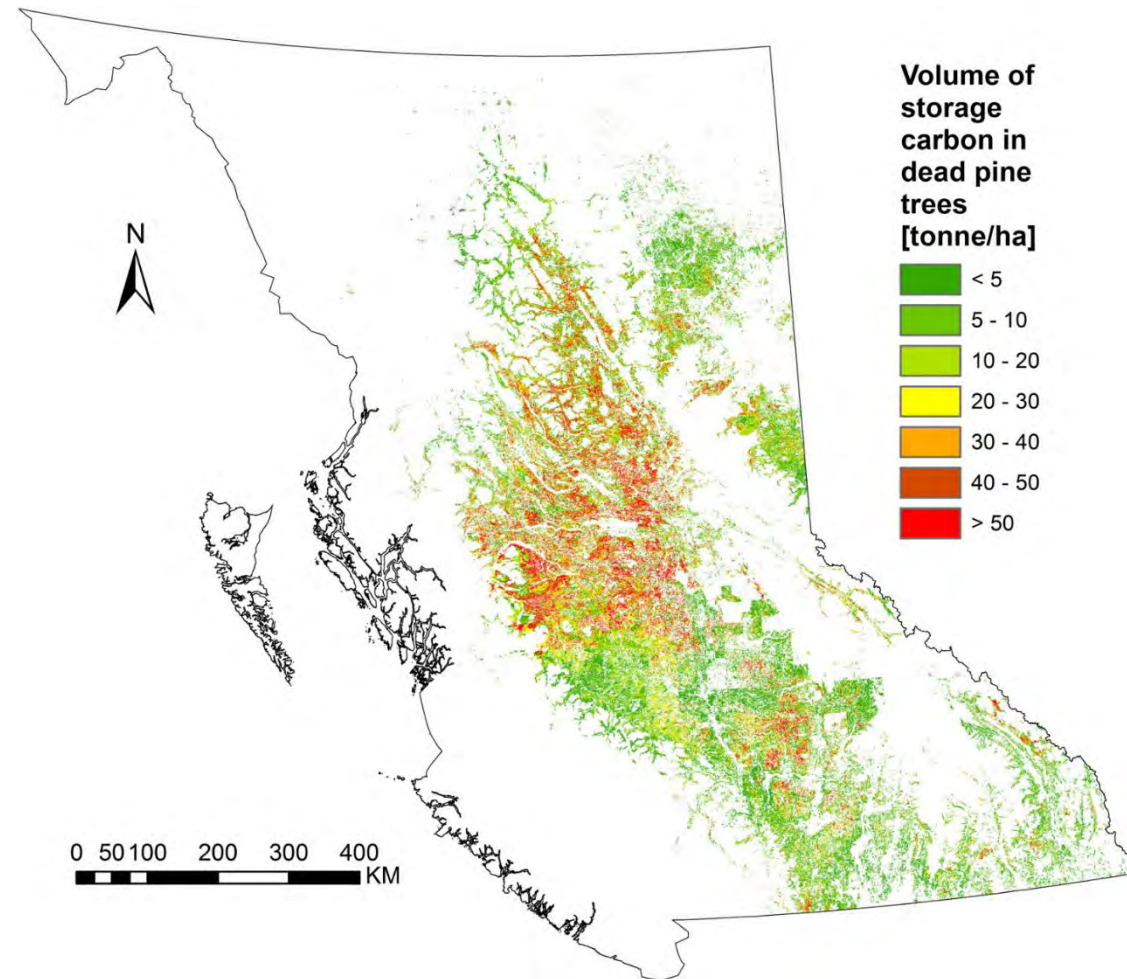 Volume of
storage
carbon in
dead pine
trees
[tonne/ha]
< 5
5 - 10
10 - 20
20 - 30
30 - 40
40 - 50
> 50
N
0 50 100 200 300 400
KM